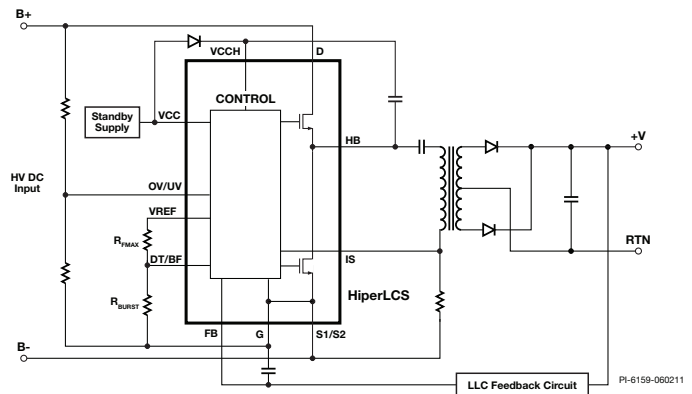 B+
VCCH
D
CONTROL
Standby
Supply
VCC
HB
+V
HV DC
Input
OV/UV
VREF
RFMAX
DT/BF
IS
RTN
HiperLCS
RBURST
FB
G
S1/S2
B-
LLC Feedback Circuit
PI-6159-060211